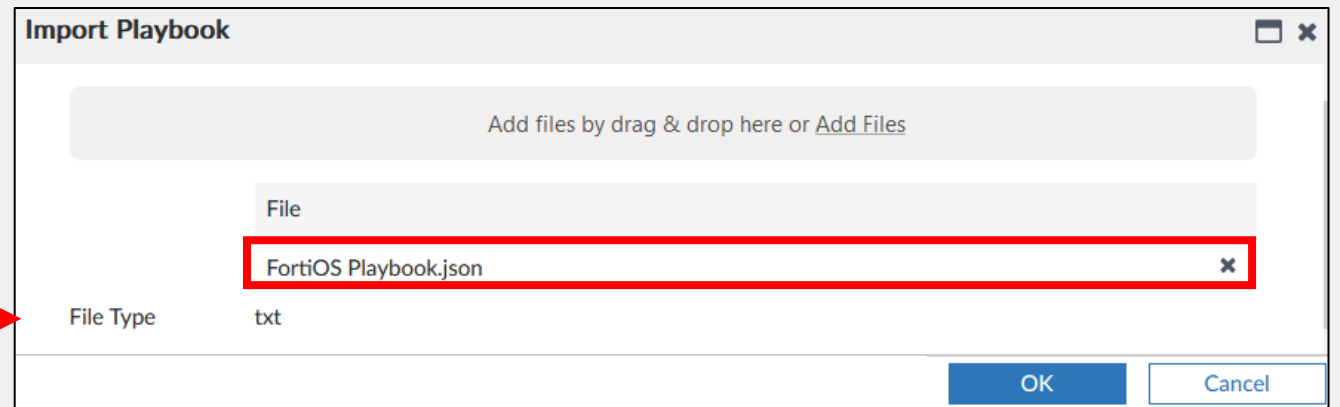 Import Playbook
Add files by drag & drop here or Add Files
File
FortiOS Playbook.json
File Type txt
OK Cancel